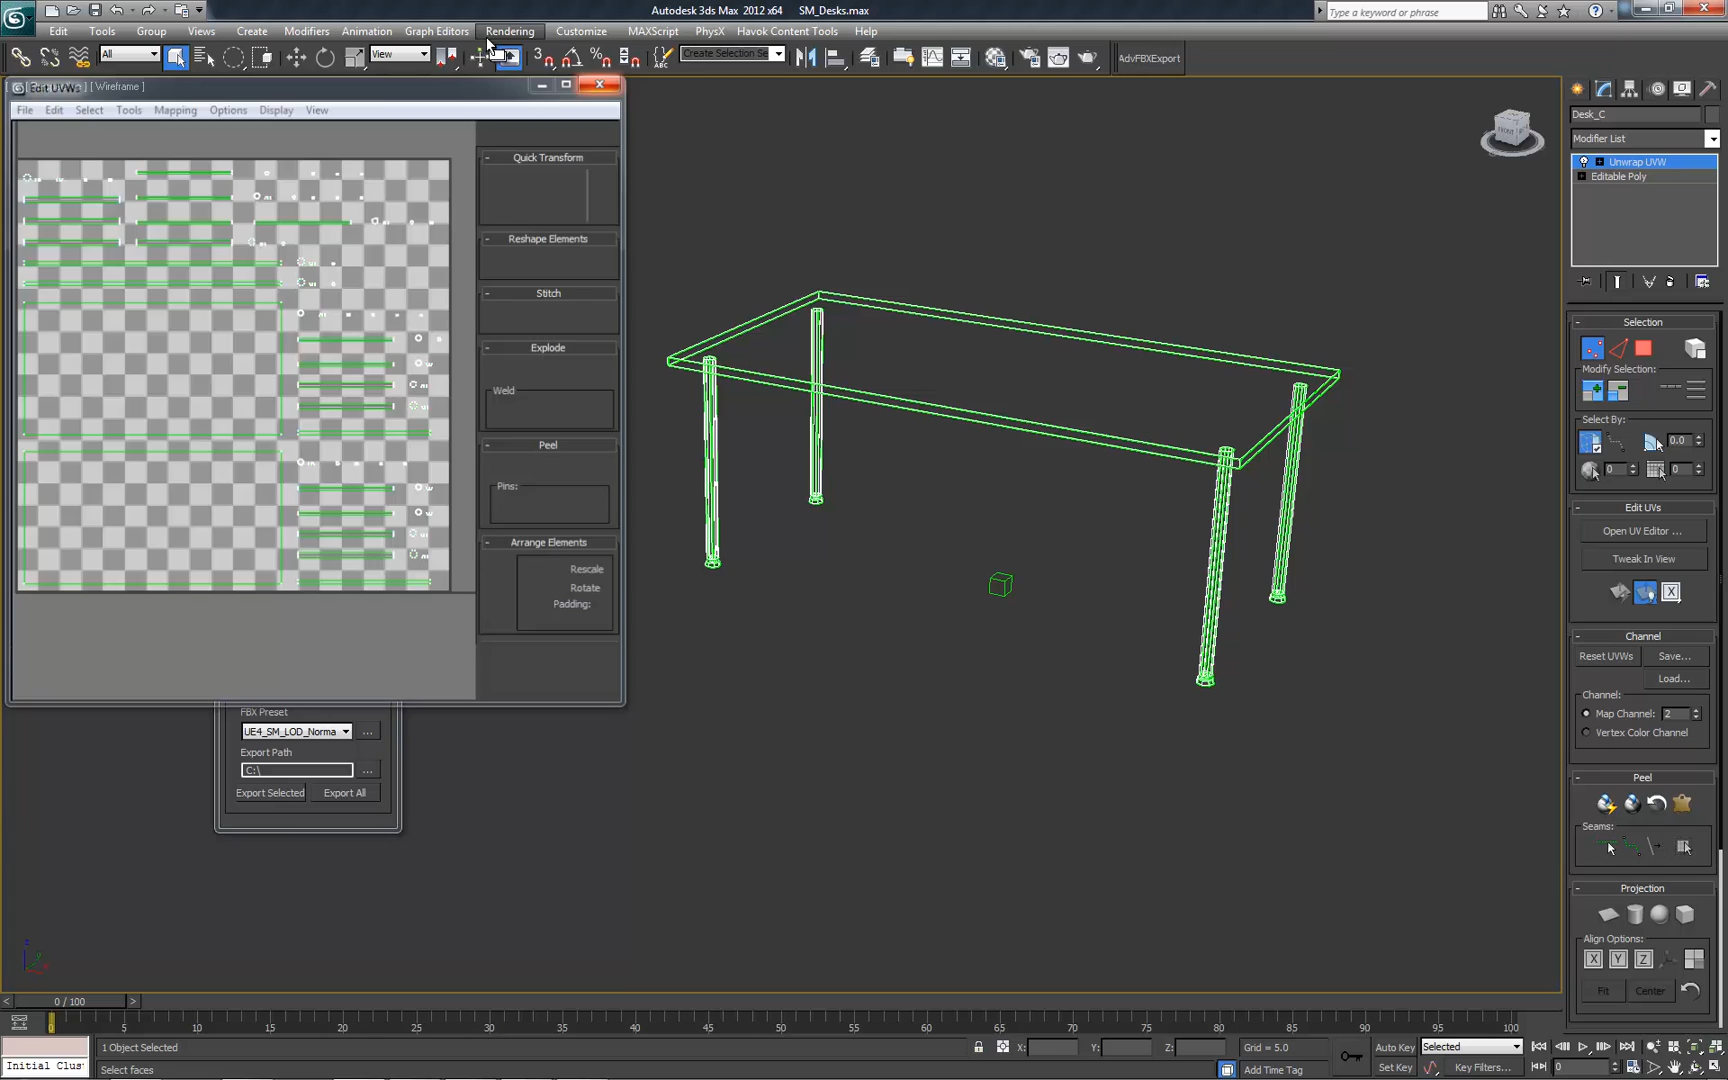 Autodesk 3ds Max 2012 x64 SM_Desks.max
Type a keyword or phrase
Edit Tools Group Views Create Modifiers Animation Graph Editors Rendering Customize MAXScript PhysX Havok Content Tools Help
All View Create Selection Se AdvFBXExport
Edit UVWs [ Wireframe ]
File Edit Select Tools Mapping Options Display View
Quick Transform
Reshape Elements
Stitch
Explode
Weld
Peel
Pins:
Arrange Elements
Rescale
Rotate
Padding:
FBX Preset
UE4_SM_LOD_Norma ...
Export Path
C:\ ...
Export Selected Export All
FRONT
Desk_C
Modifier List
Unwrap UVW
Editable Poly
Selection
Modify Selection:
Select By:
0.0
0 0
Edit UVs
Open UV Editor ...
Tweak In View
Channel
Reset UVWs Save...
Load...
Channel:
Map Channel: 2
Vertex Color Channel
Peel
Seams:
Projection
Align Options:
X Y Z
Fit Center
z
< 0 / 100 >
0 5 10 15 20 25 30 35 40 45 50 55 60 65 70 75 80 85 90 95 100
1 Object Selected X: Y: Z: Grid = 5.0 Auto Key Selected
Initial Clus Select faces Add Time Tag Set Key Key Filters... 0